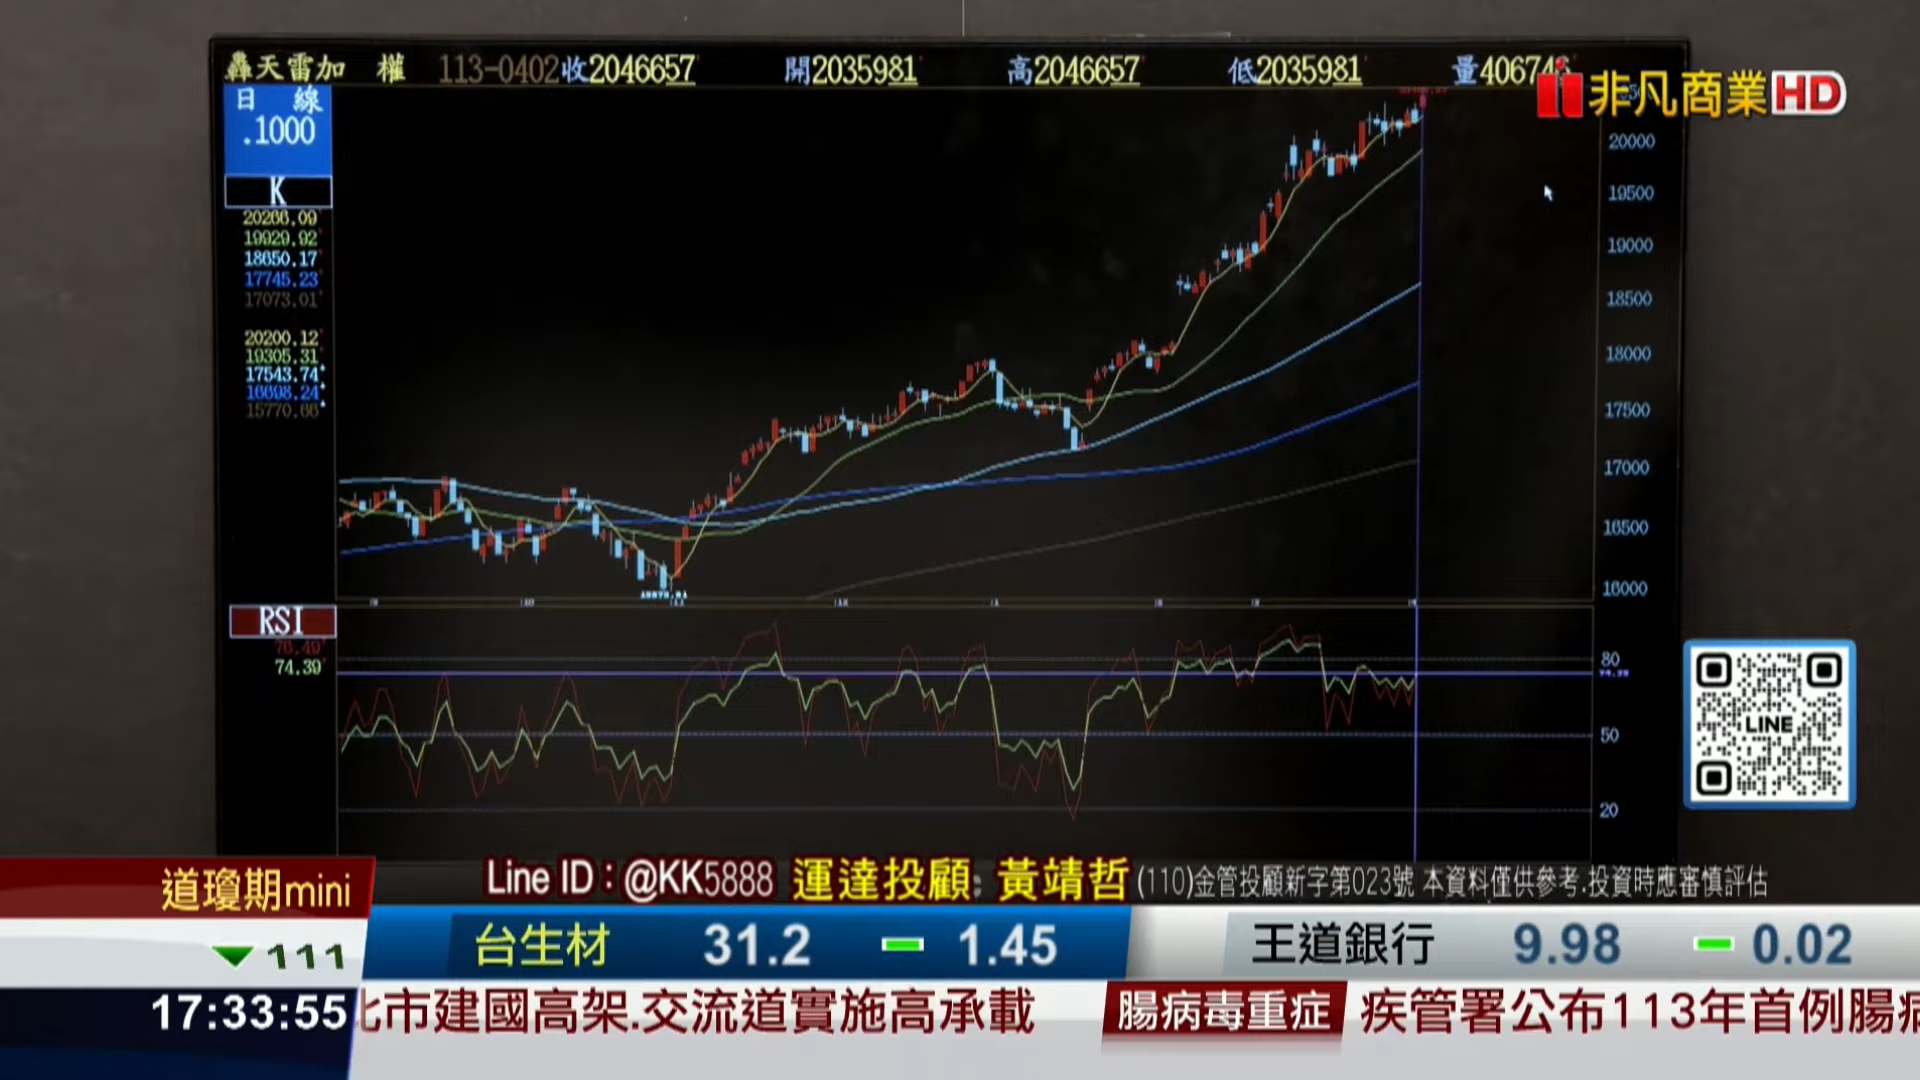 轟天雷加 權 113-0402收2046657 開2035981 高2046657 低2035981 量40674
非凡商業HD
日 線
.1000
K
20266.09
19929.92
18650.17
17745.23
17073.01
20200.12
19305.31
17543.74
16698.24
15770.66
20000
19500
19000
18500
18000
17500
17000
16500
16000
RSI
76.49
74.39
80
50
20
LINE
Line ID：@KK5888 運達投顧: 黃靖哲 (110)金管投顧新字第023號 本資料僅供參考.投資時應審慎評估
道瓊期mini
111
台生材 31.2 1.45
王道銀行 9.98 0.02
17:33:55
北市建國高架.交流道實施高承載
腸病毒重症 疾管署公布113年首例腸病